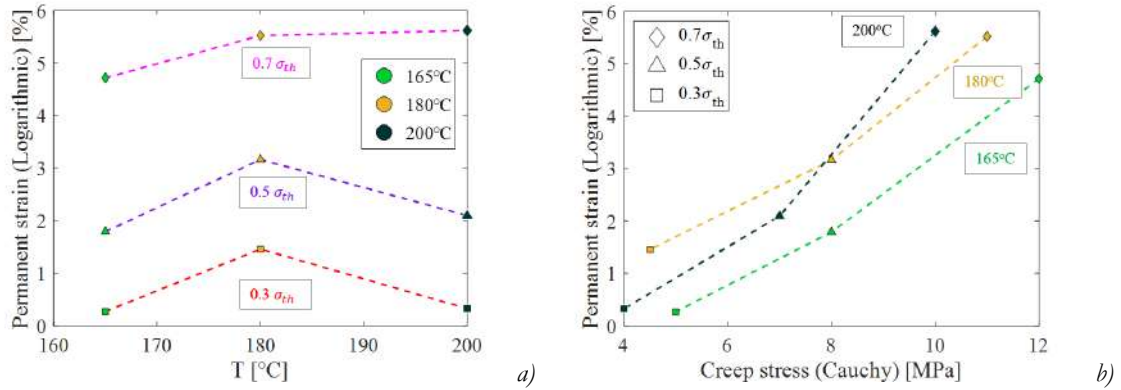 Permanent strain (Logarithmic) [%]
6
5
4
3
2
1
0
0.7 σth
0.5 σth
0.3 σth
165°C
180°C
200°C
160
170
180
190
200
T [°C]
a)
Permanent strain (Logarithmic) [%]
6
5
4
3
2
1
0
0.7σth
0.5σth
0.3σth
200°C
180°C
165°C
4
6
8
10
12
Creep stress (Cauchy) [MPa]
b)